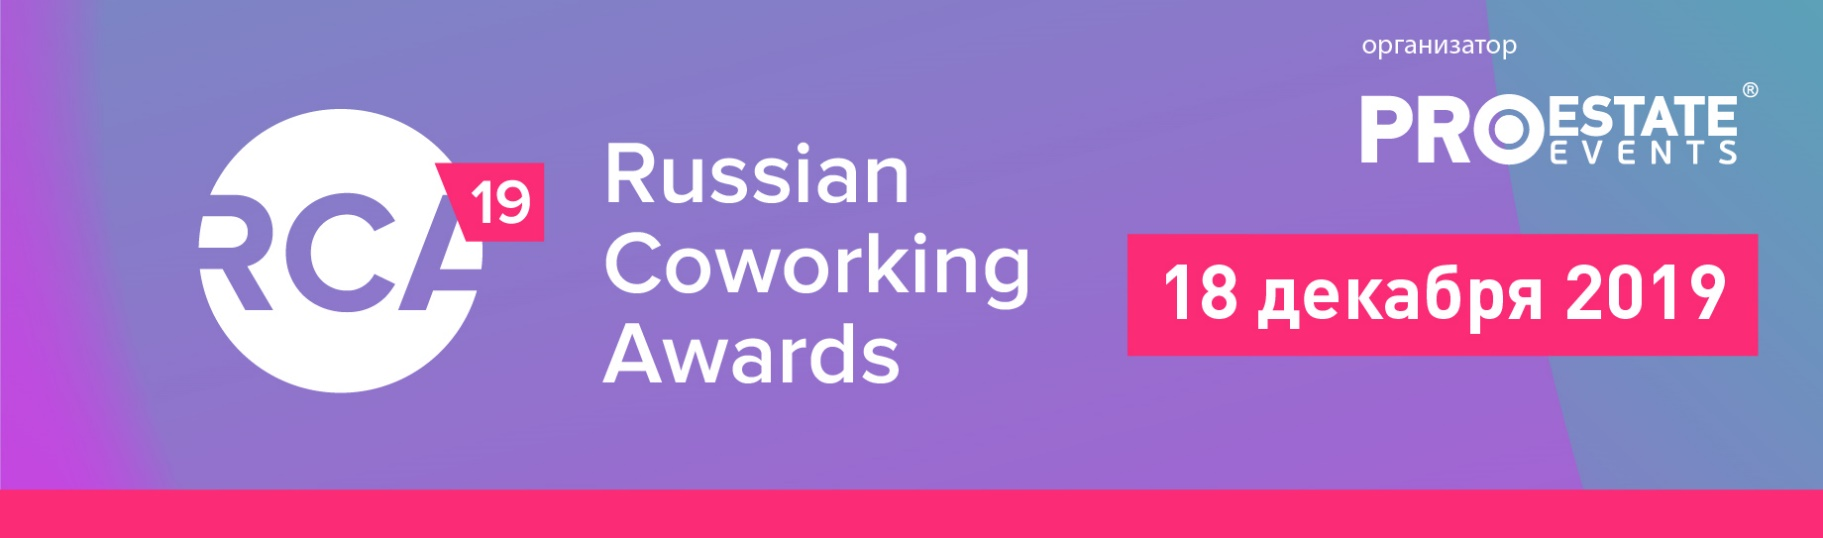 RCA
19
Russian
Coworking
Awards
организатор
PROESTATE®
EVENTS
18 декабря 2019